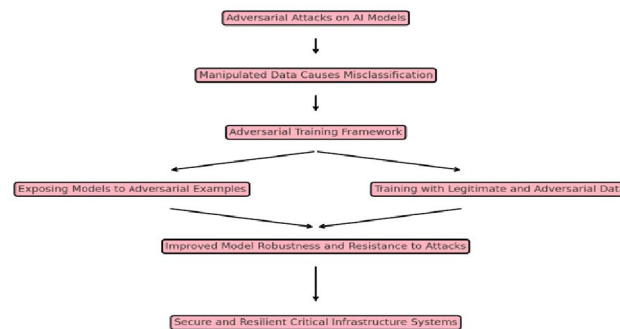 Adversarial Attacks on AI Models
Manipulated Data Causes Misclassification
Adversarial Training Framework
Exposing Models to Adversarial Examples
Training with Legitimate and Adversarial Data
Improved Model Robustness and Resistance to Attacks
Secure and Resilient Critical Infrastructure Systems